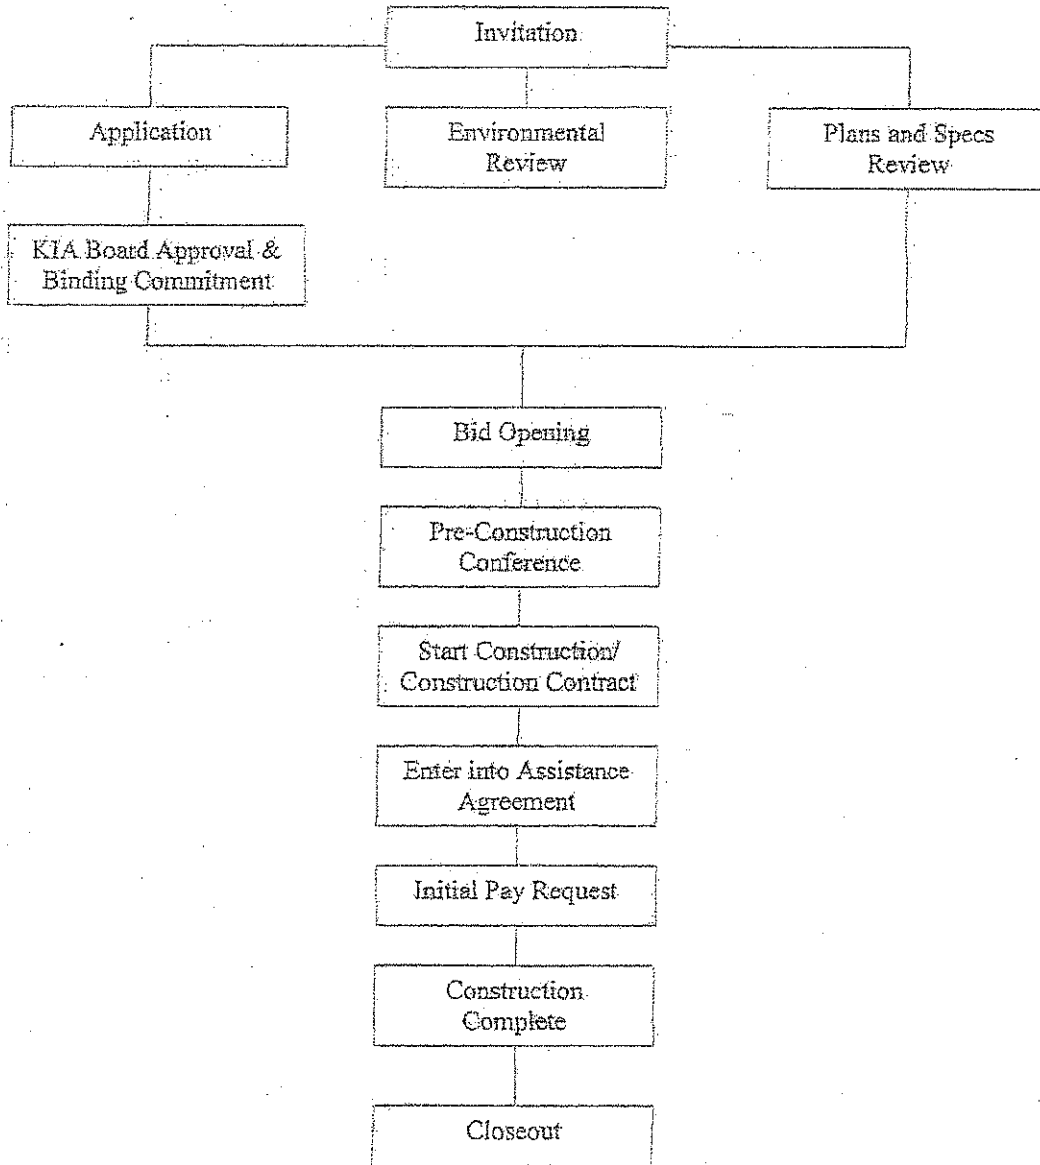 Invitation
Application
Environmental
Review
Plans and Specs
Review
KIA Board Approval &
Binding Commitment
Bid Opening
Pre-Construction
Conference
Start Construction/
Construction Contract
Enter into Assistance
Agreement
Initial Pay Request
Construction
Complete
Closeout